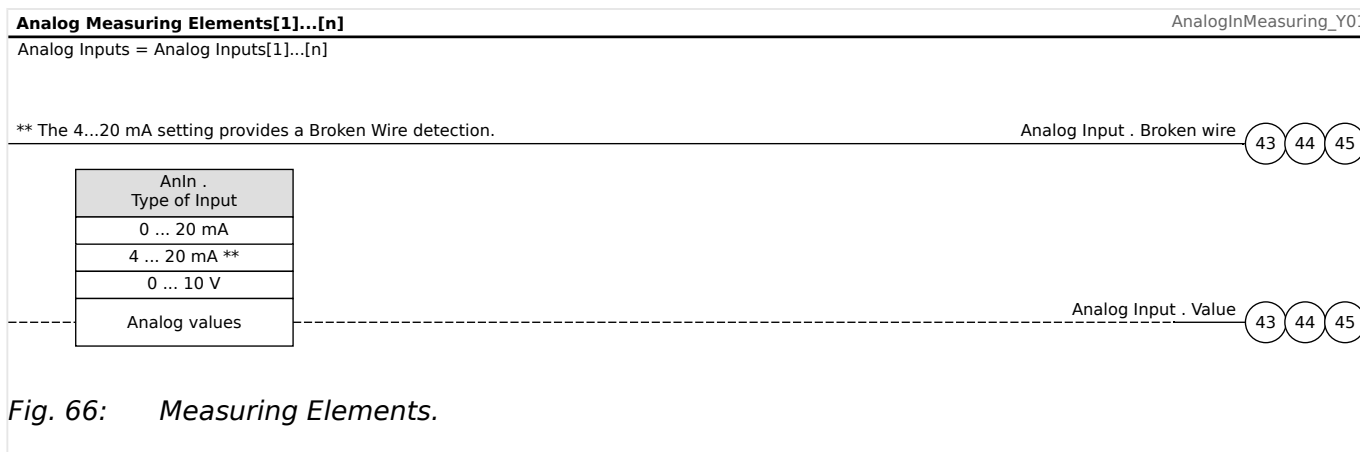 Analog Measuring Elements[1]...[n]
AnalogInMeasuring_Y01
Analog Inputs = Analog Inputs[1]...[n]
** The 4...20 mA setting provides a Broken Wire detection.
Analog Input . Broken wire
43 44 45
AnIn .
Type of Input
0 ... 20 mA
4 ... 20 mA **
0 ... 10 V
Analog values
Analog Input . Value
43 44 45
Fig. 66: Measuring Elements.